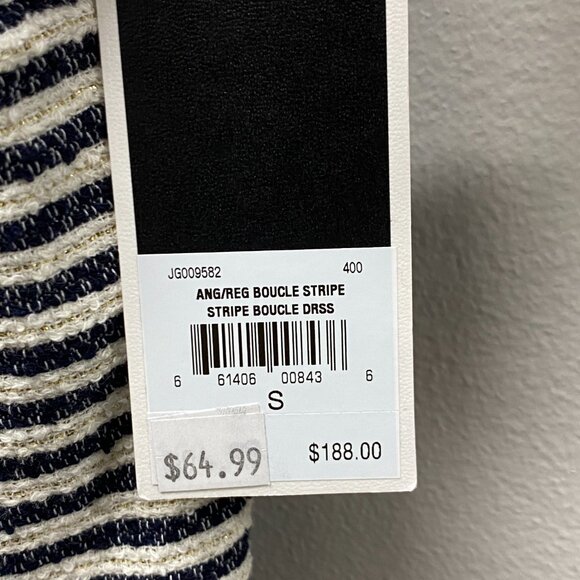 JG009582 400
ANG/REG BOUCLE STRIPE
STRIPE BOUCLE DRSS
6 61406 00843 6
S
$64.99 $188.00